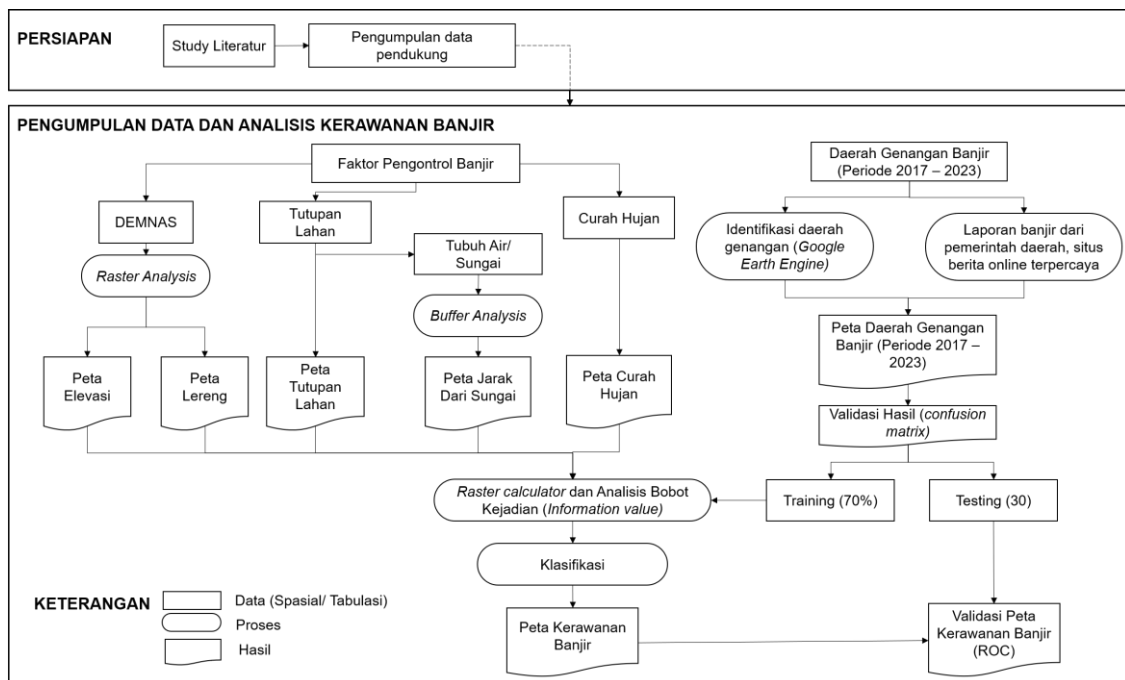 PERSIAPAN
Study Literatur
Pengumpulan data
pendukung
PENGUMPULAN DATA DAN ANALISIS KERAWANAN BANJIR
Faktor Pengontrol Banjir
DEMNAS
Tutupan
Lahan
Curah Hujan
Raster Analysis
Tubuh Air/
Sungai
Buffer Analysis
Peta
Elevasi
Peta
Lereng
Peta
Tutupan
Lahan
Peta Jarak
Dari Sungai
Peta Curah
Hujan
Daerah Genangan Banjir
(Periode 2017 – 2023)
Identifikasi daerah
genangan (Google
Earth Engine)
Laporan banjir dari
pemerintah daerah, situs
berita online terpercaya
Peta Daerah Genangan
Banjir (Periode 2017 –
2023)
Validasi Hasil (confusion
matrix)
Raster calculator dan Analisis Bobot
Kejadian (Information value)
Training (70%)
Testing (30)
Klasifikasi
Peta Kerawanan
Banjir
Validasi Peta
Kerawanan Banjir
(ROC)
KETERANGAN
Data (Spasial/ Tabulasi)
Proses
Hasil